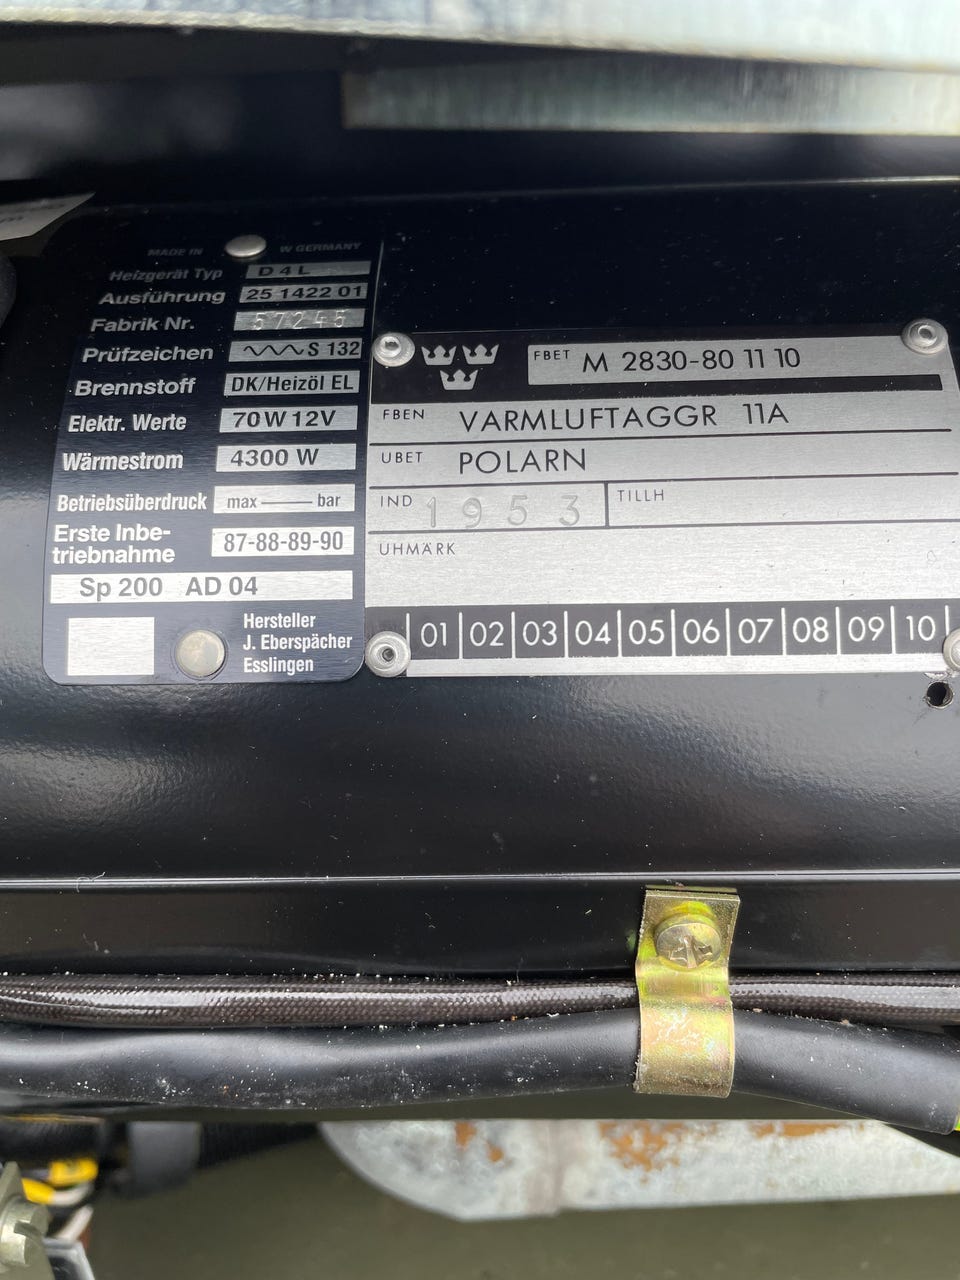 MADE IN W GERMANY
Heizgerät Typ D 4 L
Ausführung 25 1422 01
Fabrik Nr. 57245
Prüfzeichen S 132
Brennstoff DK/Heizöl EL
Elektr. Werte 70 W 12 V
Wärmestrom 4300 W
Betriebsüberdruck max — bar
Erste Inbe-
triebnahme 87-88-89-90
Sp 200 AD 04
Hersteller
J. Eberspächer
Esslingen
FBET M 2830-80 11 10
FBEN VARMLUFTAGGR 11A
UBET POLARN
IND 1953 TILLH
UHMÄRK
01 02 03 04 05 06 07 08 09 10